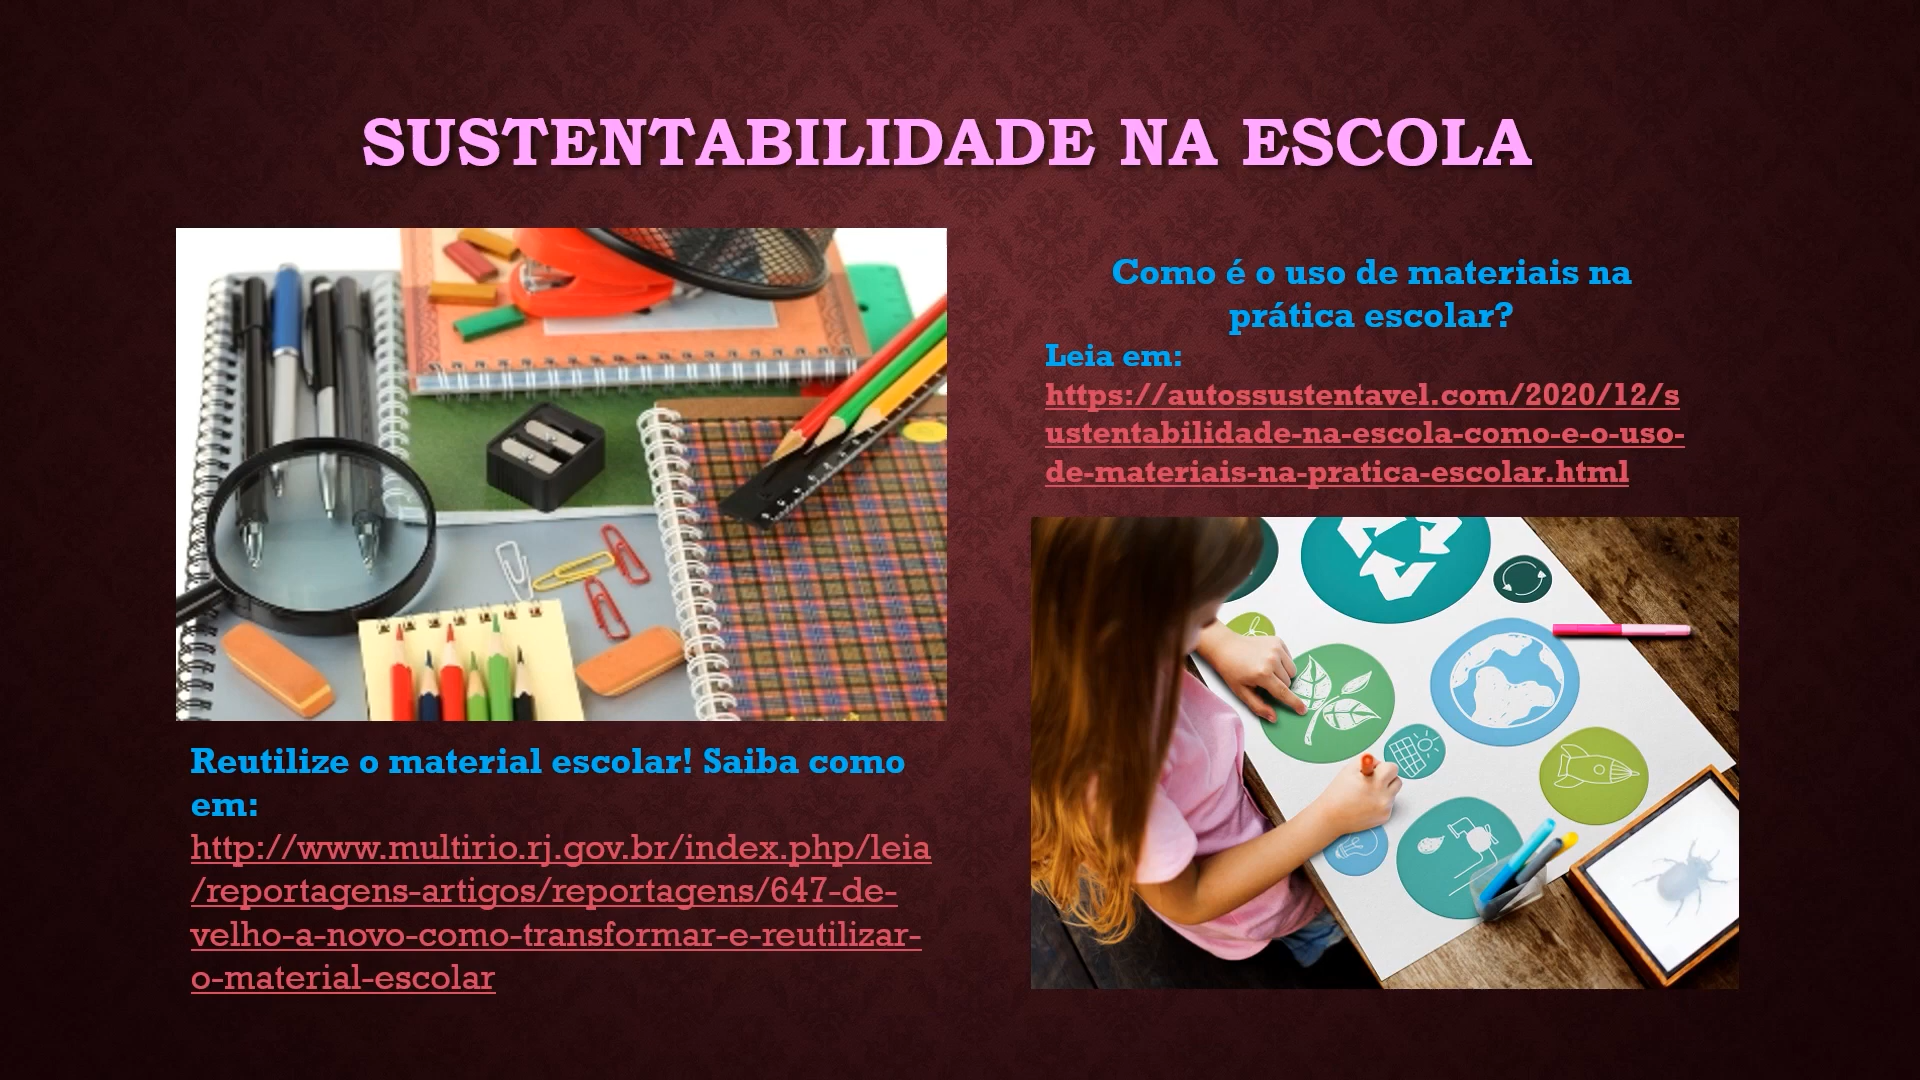 SUSTENTABILIDADE NA ESCOLA
Como é o uso de materiais na
prática escolar?
Leia em:
https://autossustentavel.com/2020/12/s
ustentabilidade-na-escola-como-e-o-uso-
de-materiais-na-pratica-escolar.html
Reutilize o material escolar! Saiba como
em:
http://www.multirio.rj.gov.br/index.php/leia
/reportagens-artigos/reportagens/647-de-
velho-a-novo-como-transformar-e-reutilizar-
o-material-escolar